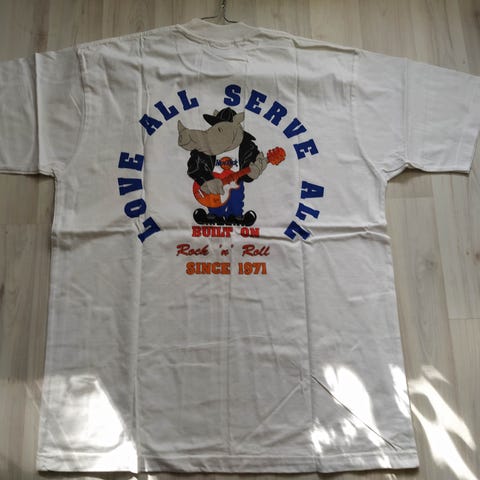 LOVE ALL SERVE ALL
BUILT ON
Rock 'n' Roll
SINCE 1971